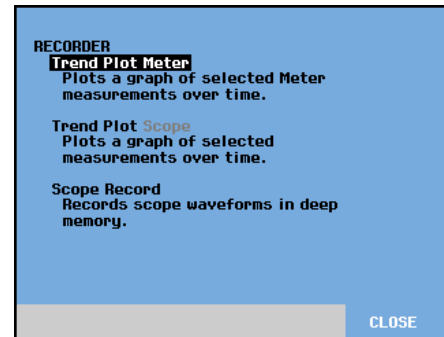 RECORDER
Trend Plot Meter
Plots a graph of selected Meter
measurements over time.
Trend Plot Scope
Plots a graph of selected
measurements over time.
Scope Record
Records scope waveforms in deep
memory.
CLOSE